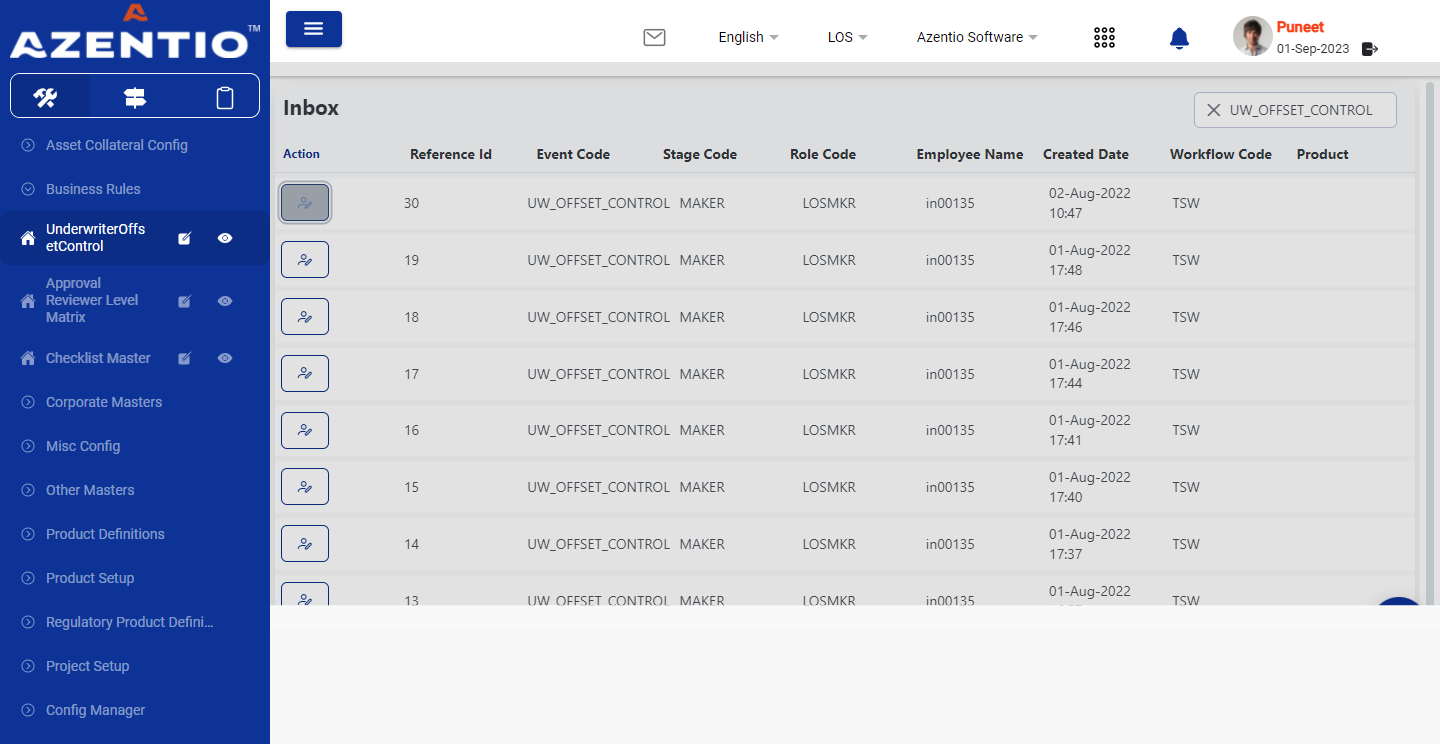 AZENTIO™
English
LOS
Azentio Software
Puneet
01-Sep-2023
Asset Collateral Config
Business Rules
UnderwriterOffs
etControl
Approval
Reviewer Level
Matrix
Checklist Master
Corporate Masters
Misc Config
Other Masters
Product Definitions
Product Setup
Regulatory Product Defini...
Project Setup
Config Manager
Inbox
UW_OFFSET_CONTROL
Action Reference Id Event Code Stage Code Role Code Employee Name Created Date Workflow Code Product
30 UW_OFFSET_CONTROL MAKER LOSMKR in00135 02-Aug-2022 TSW
10:47
19 UW_OFFSET_CONTROL MAKER LOSMKR in00135 01-Aug-2022 TSW
17:48
18 UW_OFFSET_CONTROL MAKER LOSMKR in00135 01-Aug-2022 TSW
17:46
17 UW_OFFSET_CONTROL MAKER LOSMKR in00135 01-Aug-2022 TSW
17:44
16 UW_OFFSET_CONTROL MAKER LOSMKR in00135 01-Aug-2022 TSW
17:41
15 UW_OFFSET_CONTROL MAKER LOSMKR in00135 01-Aug-2022 TSW
17:40
14 UW_OFFSET_CONTROL MAKER LOSMKR in00135 01-Aug-2022 TSW
17:37
13 UW_OFFSET_CONTROL MAKER LOSMKR in00135 01-Aug-2022 TSW